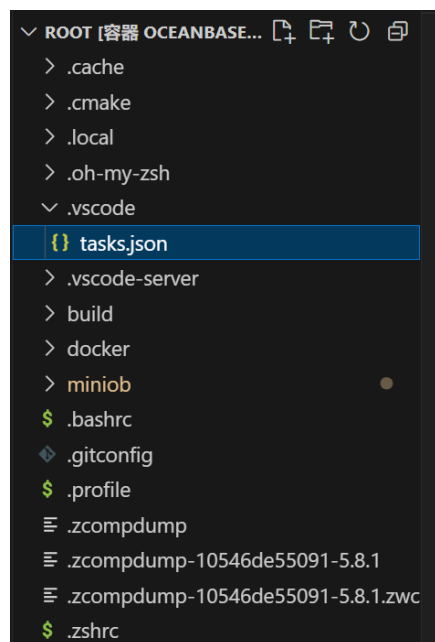 ROOT [容器 OCEANBASE...
.cache
.cmake
.local
.oh-my-zsh
.vscode
{} tasks.json
.vscode-server
build
docker
miniob
$ .bashrc
.gitconfig
$ .profile
.zcompdump
.zcompdump-10546de55091-5.8.1
.zcompdump-10546de55091-5.8.1.zwc
$ .zshrc